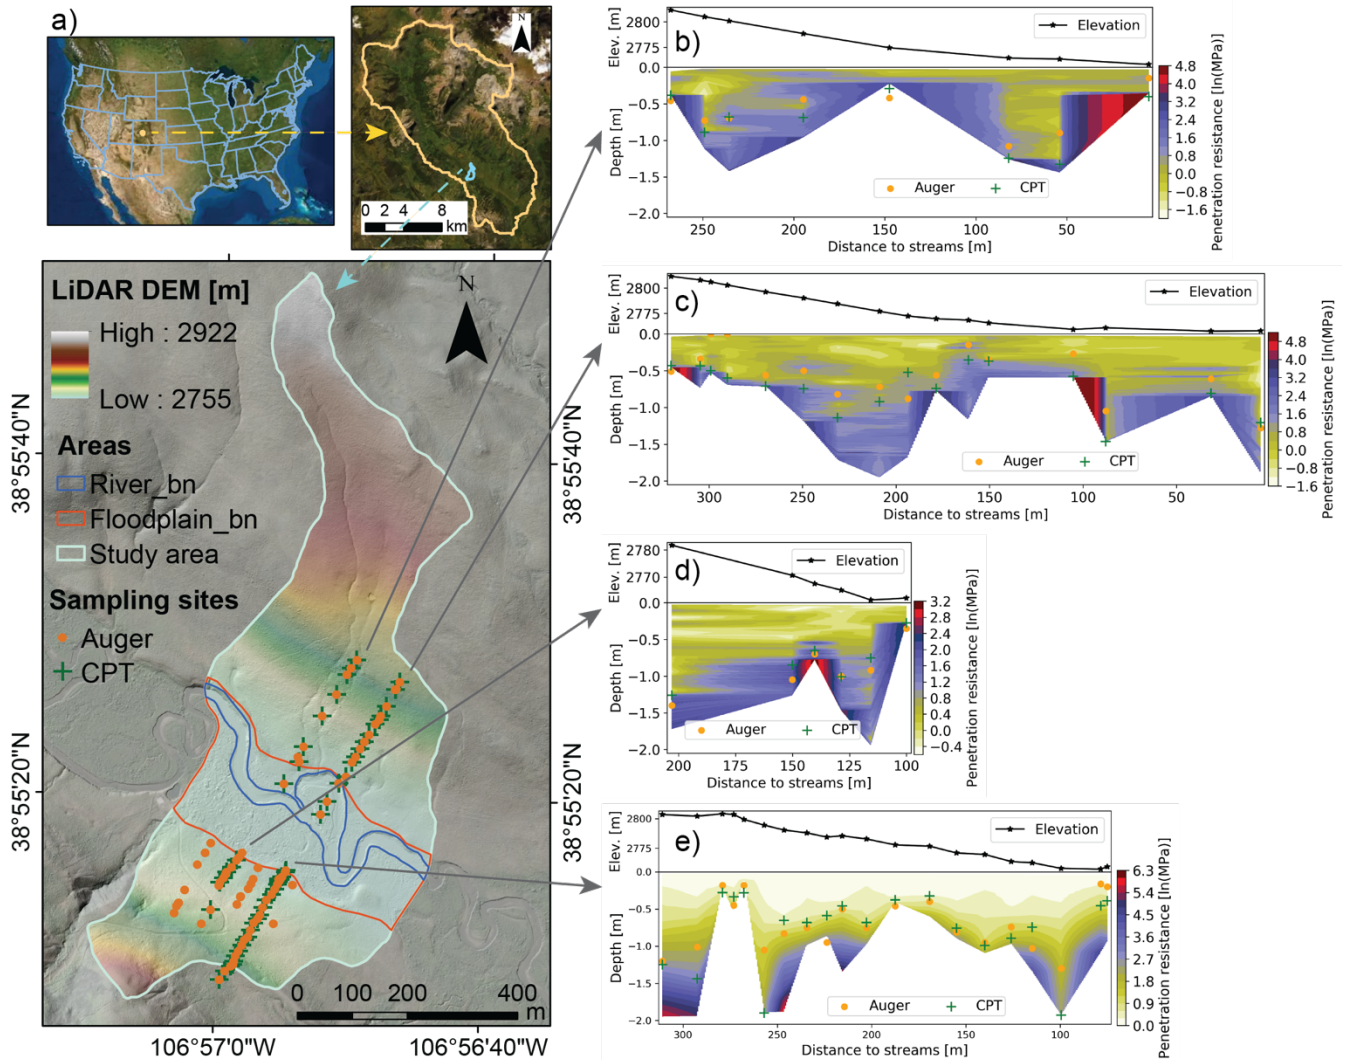 a)
N
0 2 4 8
km
LiDAR DEM [m]
High : 2922
Low : 2755
Areas
River_bn
Floodplain_bn
Study area
Sampling sites
Auger
CPT
N
38°55'40"N
38°55'20"N
38°55'40"N
38°55'20"N
0 100 200 400
m
106°57'0"W
106°56'40"W
b)
Elevation
Elev. [m]
2800
2775
0.0
−0.5
−1.0
−1.5
−2.0
Depth [m]
Auger
CPT
250 200 150 100 50
Distance to streams [m]
4.8
4.0
3.2
2.4
1.6
0.8
0.0
−0.8
−1.6
Penetration resistance [ln(MPa)]
c)
Elevation
Elev. [m]
2800
2775
0.0
−0.5
−1.0
−1.5
−2.0
Depth [m]
Auger
CPT
300 250 200 150 100 50
Distance to streams [m]
4.8
4.0
3.2
2.4
1.6
0.8
0.0
−0.8
−1.6
Penetration resistance [ln(MPa)]
d)
Elevation
Elev. [m]
2780
2770
0.0
−0.5
−1.0
−1.5
−2.0
Depth [m]
Auger
CPT
200 180 160 140 120 100
Distance to streams [m]
3.2
2.8
2.4
2.0
1.6
1.2
0.8
0.4
0.0
−0.4
Penetration resistance [ln(MPa)]
e)
Elevation
Elev. [m]
2800
2775
0.0
−0.5
−1.0
−1.5
−2.0
Depth [m]
Auger
CPT
300 250 200 150 100
Distance to streams [m]
6.3
5.4
4.5
3.6
2.7
1.8
0.9
0.0
Penetration resistance [ln(MPa)]